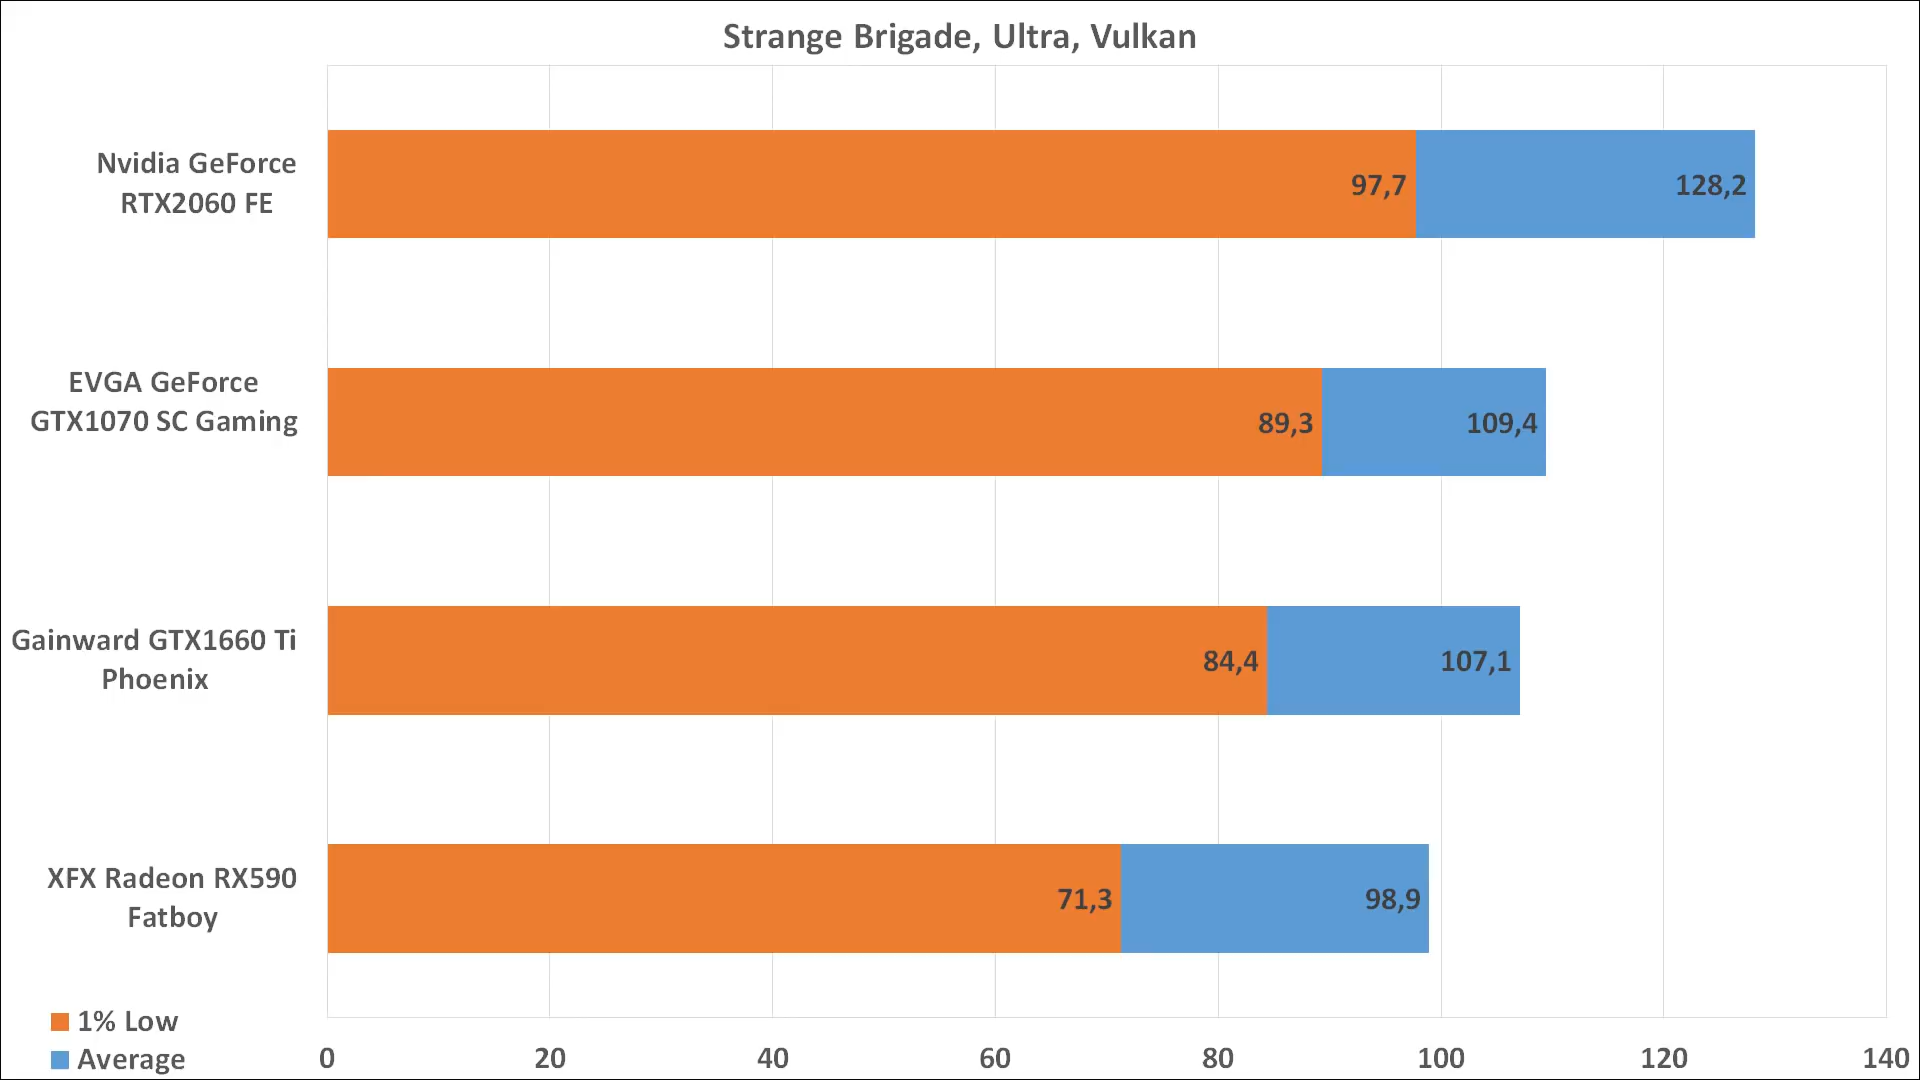 Strange Brigade, Ultra, Vulkan
Nvidia GeForce
RTX2060 FE
97,7
128,2
EVGA GeForce
GTX1070 SC Gaming
89,3
109,4
Gainward GTX1660 Ti
Phoenix
84,4
107,1
XFX Radeon RX590
Fatboy
71,3
98,9
1% Low
Average
0 20 40 60 80 100 120 140